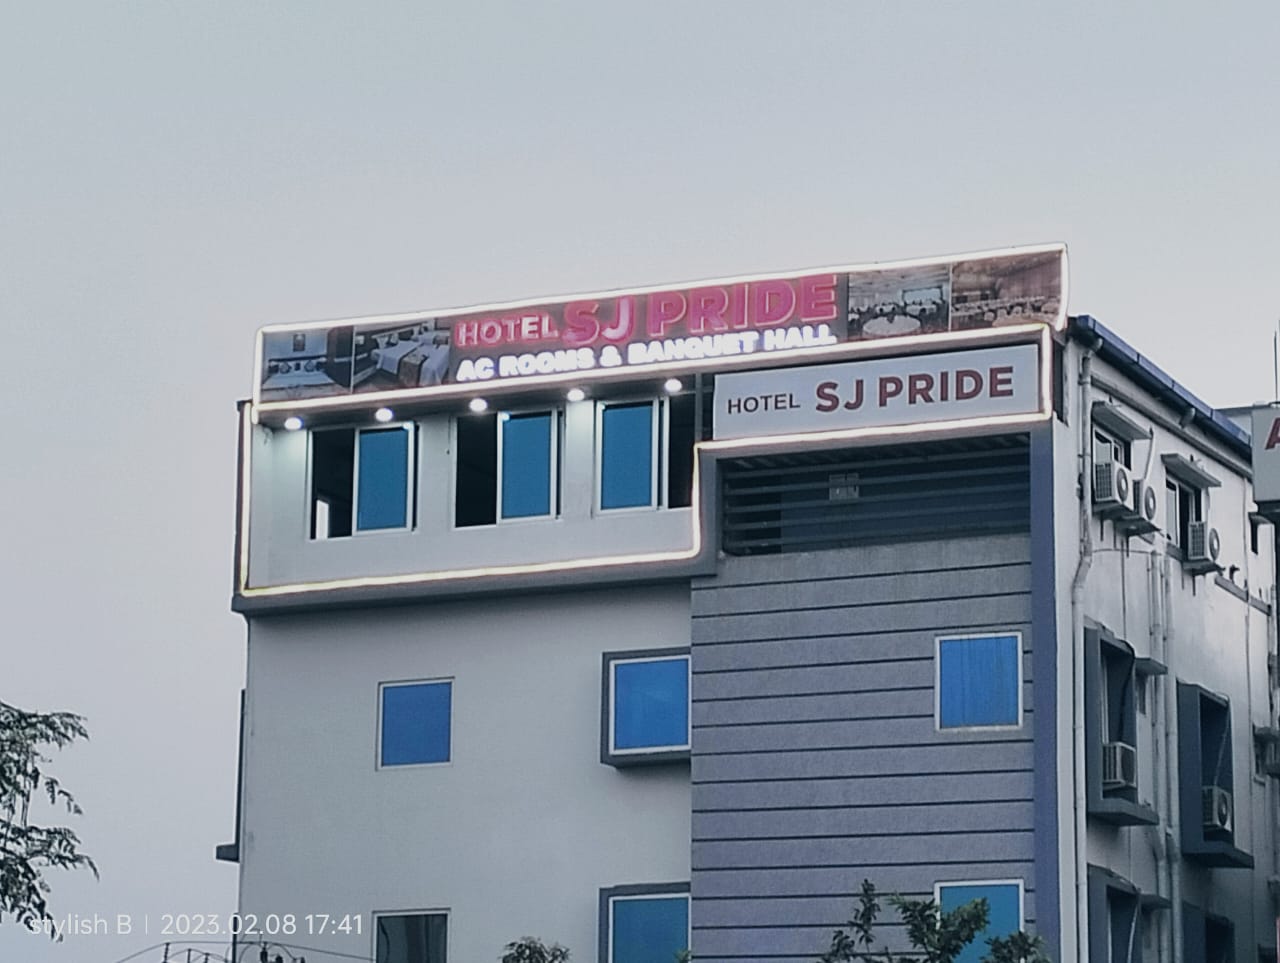 HOTEL SJ PRIDE
AC ROOMS & BANQUET HALL
HOTEL SJ PRIDE
A
stylish B | 2023.02.08 17:41